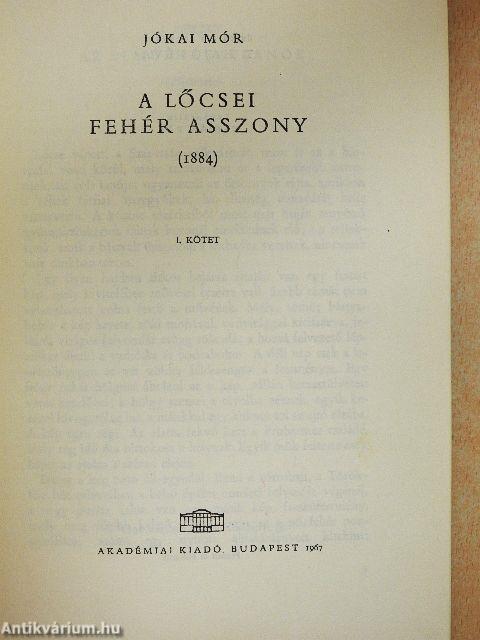 JÓKAI MÓR
A LŐCSEI
FEHÉR ASSZONY
(1884)
I. KÖTET
AKADÉMIAI KIADÓ, BUDAPEST 1967
Antikvárium.hu